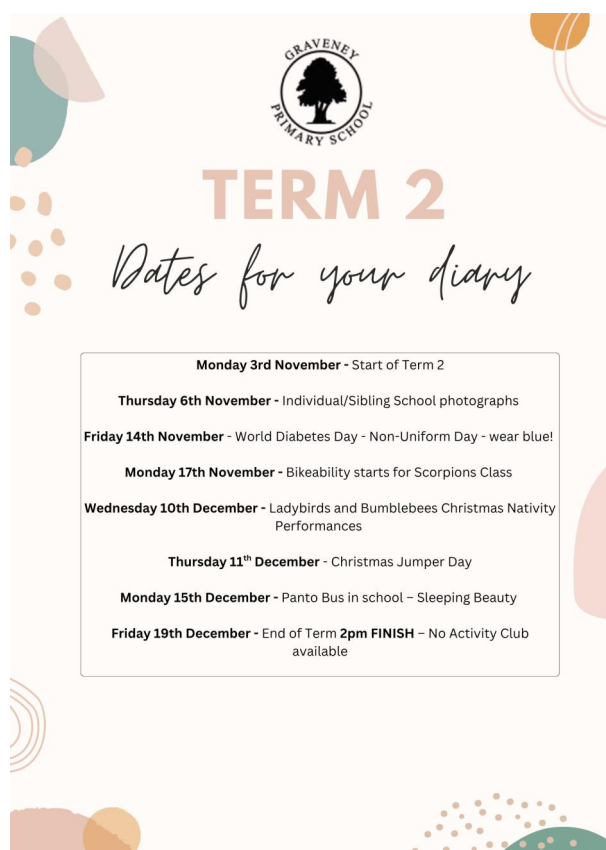 GRAVENEY
PRIMARY SCHOOL
TERM 2
Dates for your diary
Monday 3rd November - Start of Term 2
Thursday 6th November - Individual/Sibling School photographs
Friday 14th November - World Diabetes Day - Non-Uniform Day - wear blue!
Monday 17th November - Bikeability starts for Scorpions Class
Wednesday 10th December - Ladybirds and Bumblebees Christmas Nativity
Performances
Thursday 11th December - Christmas Jumper Day
Monday 15th December - Panto Bus in school – Sleeping Beauty
Friday 19th December - End of Term 2pm FINISH – No Activity Club
available